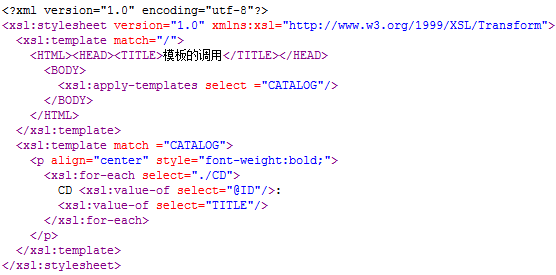 <?xml version="1.0" encoding="utf-8"?>
<xsl:stylesheet version="1.0" xmlns:xsl="http://www.w3.org/1999/XSL/Transform">
<xsl:template match="/">
<HTML><HEAD><TITLE>模板的调用</TITLE></HEAD>
<BODY>
<xsl:apply-templates select ="CATALOG"/>
</BODY>
</HTML>
</xsl:template>
<xsl:template match ="CATALOG">
<p align="center" style="font-weight:bold;">
<xsl:for-each select="./CD">
CD <xsl:value-of select="@ID"/>:
<xsl:value-of select="TITLE"/>
</xsl:for-each>
</p>
</xsl:template>
</xsl:stylesheet>